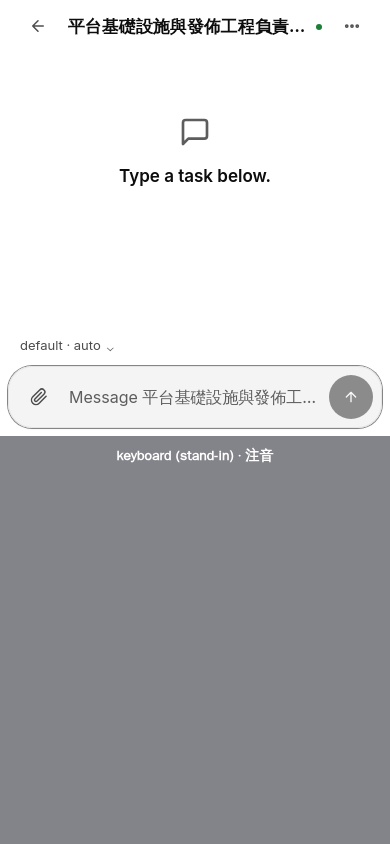 平台基礎設施與發佈工程負責…
Type a task below.
default · auto
Message 平台基礎設施與發佈工…
keyboard (stand-in) · 注音